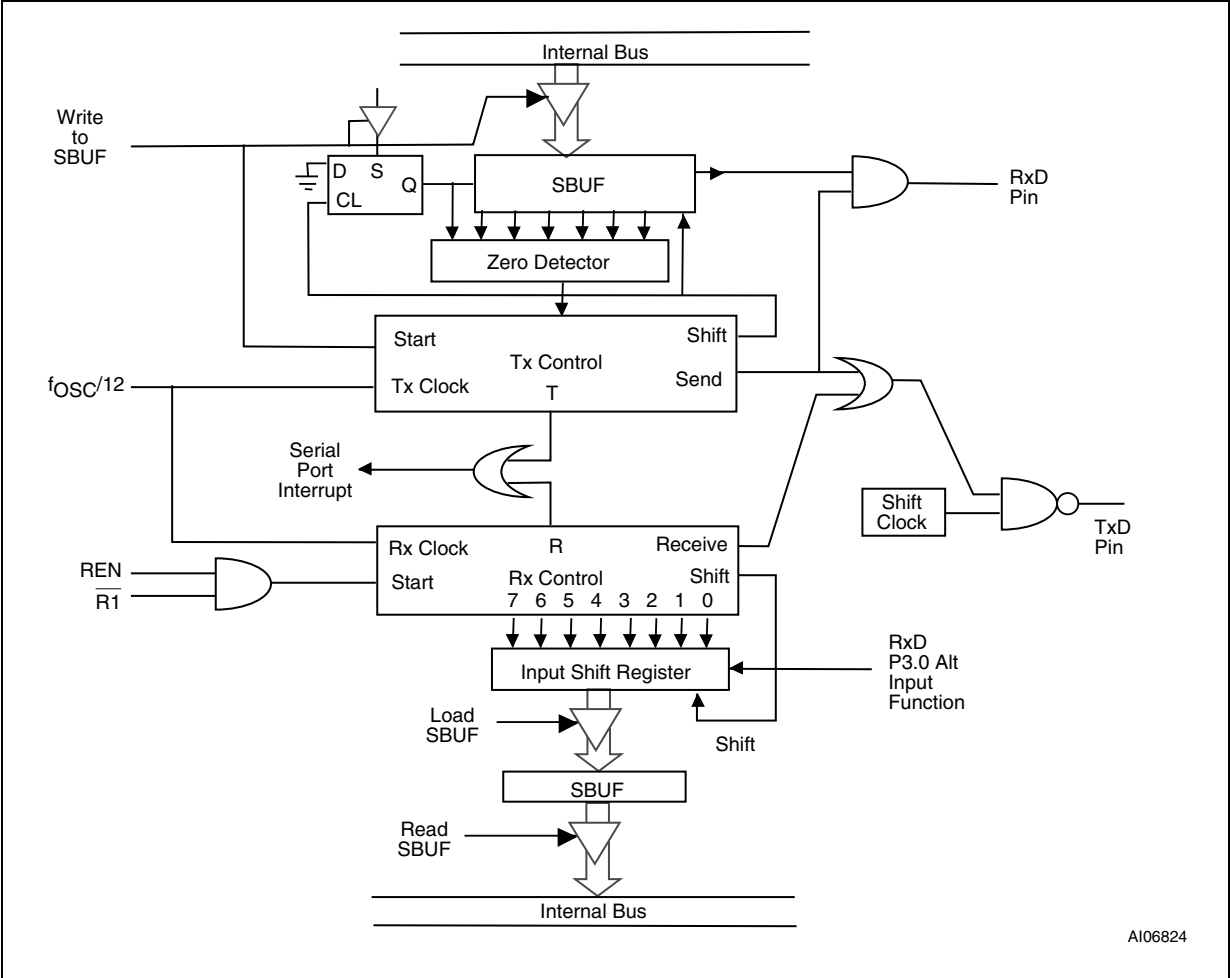 Internal Bus
Write
to
SBUF
D
S
Q
CL
SBUF
RxD
Pin
Zero Detector
Start
Shift
Tx Control
fOSC/12
Tx Clock
T
Send
Serial
Port
Interrupt
Shift
Clock
TxD
Pin
Rx Clock
R
Receive
REN
R1
Start
Shift
Rx Control
7 6 5 4 3 2 1 0
Input Shift Register
RxD
P3.0 Alt
Input
Function
Load
SBUF
Shift
SBUF
Read
SBUF
Internal Bus
AI06824